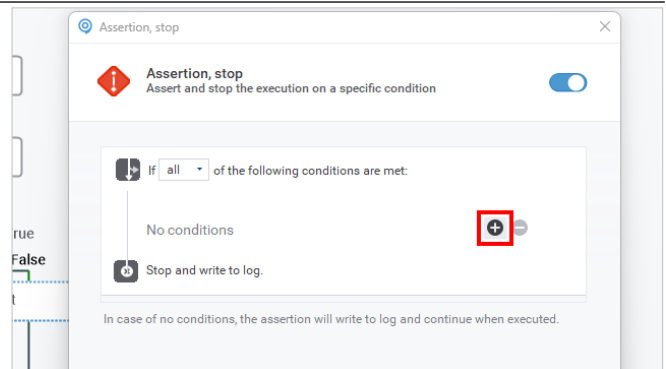 Assertion, stop
Assertion, stop
Assert and stop the execution on a specific condition
If all of the following conditions are met:
No conditions
rue
False
Stop and write to log.
t
In case of no conditions, the assertion will write to log and continue when executed.